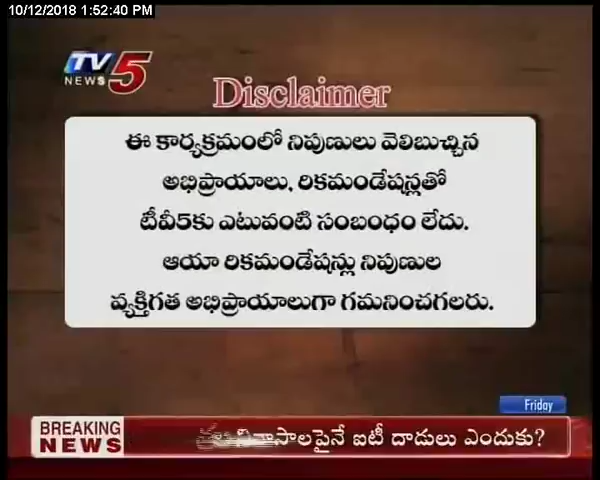 10/12/2018 1:52:40 PM
TV5
NEWS
Disclaimer
ఈ కార్యక్రమంలో నిపుణులు వెలిబుచ్చిన
అభిప్రాయాలు, రికమండేషన్లతో
టీవీ5కు ఎటువంటి సంబంధం లేదు.
ఆయా రికమండేషన్లు నిపుణుల
వ్యక్తిగత అభిప్రాయాలుగా గమనించగలరు.
Friday
BREAKING
NEWS
ఐటీ దాడులు ఎందుకు?